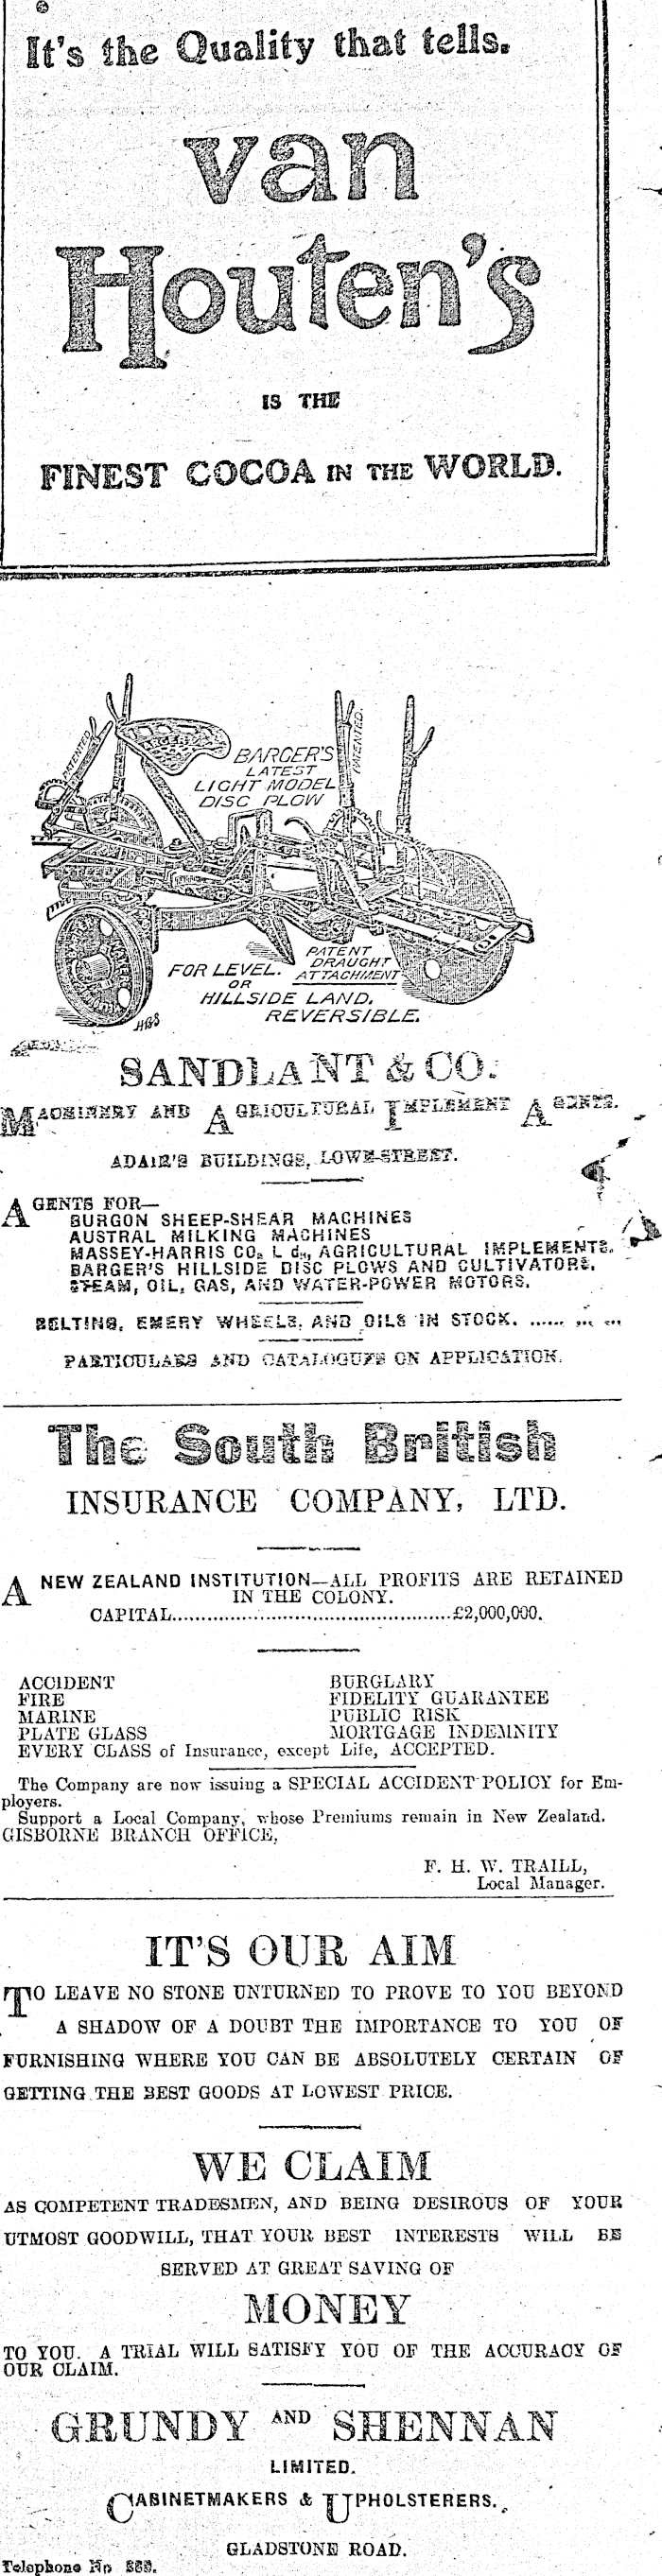 It's the Quality that tells.
van
Houten's
IS THE
FINEST COCOA IN THE WORLD.
PATENTED
BARGER'S
LATEST
LIGHT MODEL
DISC PLOW
PATENTED.
FOR LEVEL.
OR
HILLSIDE LAND.
REVERSIBLE.
PATENT
DRAUGHT
ATTACHMENT
SANDLANT & CO.
MACHINERY AND AGRICULTURAL IMPLEMENT AGENTS.
ADAIR'S BUILDINGS, LOWE-STREET.
AGENTS FOR—
BURGON SHEEP-SHEAR MACHINES
AUSTRAL MILKING MACHINES
MASSEY-HARRIS CO., L d., AGRICULTURAL IMPLEMENTS.
BARGER'S HILLSIDE DISC PLOWS AND CULTIVATORS.
STEAM, OIL, GAS, AND WATER-POWER MOTORS.
BELTING, EMERY WHEELS, AND OILS IN STOCK. ...... ... ...
PARTICULARS AND CATALOGUES ON APPLICATION.
The South British
INSURANCE COMPANY, LTD.
A NEW ZEALAND INSTITUTION—ALL PROFITS ARE RETAINED
IN THE COLONY.
CAPITAL..................................................£2,000,000.
ACCIDENT BURGLARY
FIRE FIDELITY GUARANTEE
MARINE PUBLIC RISK
PLATE GLASS MORTGAGE INDEMNITY
EVERY CLASS of Insurance, except Life, ACCEPTED.
The Company are now issuing a SPECIAL ACCIDENT POLICY for Em-
ployers.
Support a Local Company, whose Premiums remain in New Zealand.
GISBORNE BRANCH OFFICE,
F. H. W. TRAILL,
Local Manager.
IT'S OUR AIM
TO LEAVE NO STONE UNTURNED TO PROVE TO YOU BEYOND
A SHADOW OF A DOUBT THE IMPORTANCE TO YOU OF
FURNISHING WHERE YOU CAN BE ABSOLUTELY CERTAIN OF
GETTING THE BEST GOODS AT LOWEST PRICE.
WE CLAIM
AS COMPETENT TRADESMEN, AND BEING DESIROUS OF YOUR
UTMOST GOODWILL, THAT YOUR BEST INTERESTS WILL BE
SERVED AT GREAT SAVING OF
MONEY
TO YOU. A TRIAL WILL SATISFY YOU OF THE ACCURACY OF
OUR CLAIM.
GRUNDY AND SHENNAN
LIMITED.
CABINETMAKERS & UPHOLSTERERS.
GLADSTONE ROAD.
Telephone No